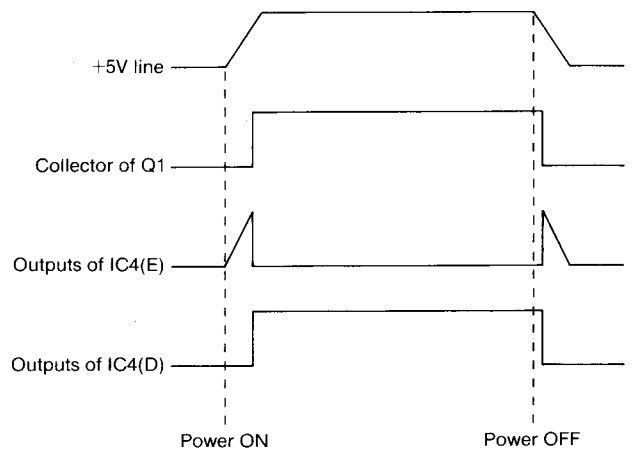 +5V line
Collector of Q1
Outputs of IC4(E)
Outputs of IC4(D)
Power ON
Power OFF